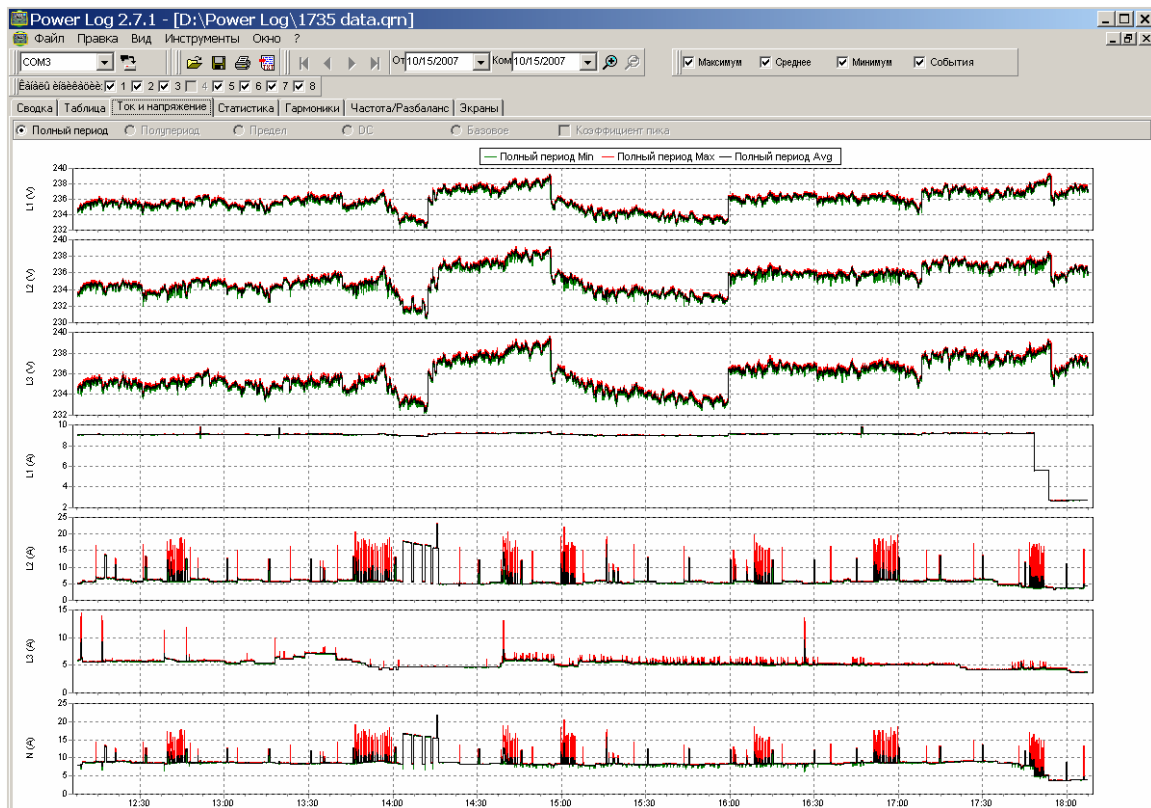 Power Log 2.7.1 - [D:\Power Log\1735 data.qrn]
Файл Правка Вид Инструменты Окно ?
COM3 От 10/15/2007 Ком 10/15/2007 Максимум Среднее Минимум События
Êàíàëû èíäèêàöèè: 1 2 3 4 5 6 7 8
Сводка Таблица Ток и напряжение Статистика Гармоники Частота/Разбаланс Экраны
Полный период Полупериод Предел DC Базовое Коэффициент пика
Полный период Min Полный период Max Полный период Avg
L1 (V)
240
238
236
234
232
L2 (V)
240
238
236
234
232
230
L3 (V)
240
238
236
234
232
L1 (A)
10
8
6
4
2
L2 (A)
25
20
15
10
5
0
L3 (A)
15
10
5
0
N (A)
25
20
15
10
5
0
12:30 13:00 13:30 14:00 14:30 15:00 15:30 16:00 16:30 17:00 17:30 18:00